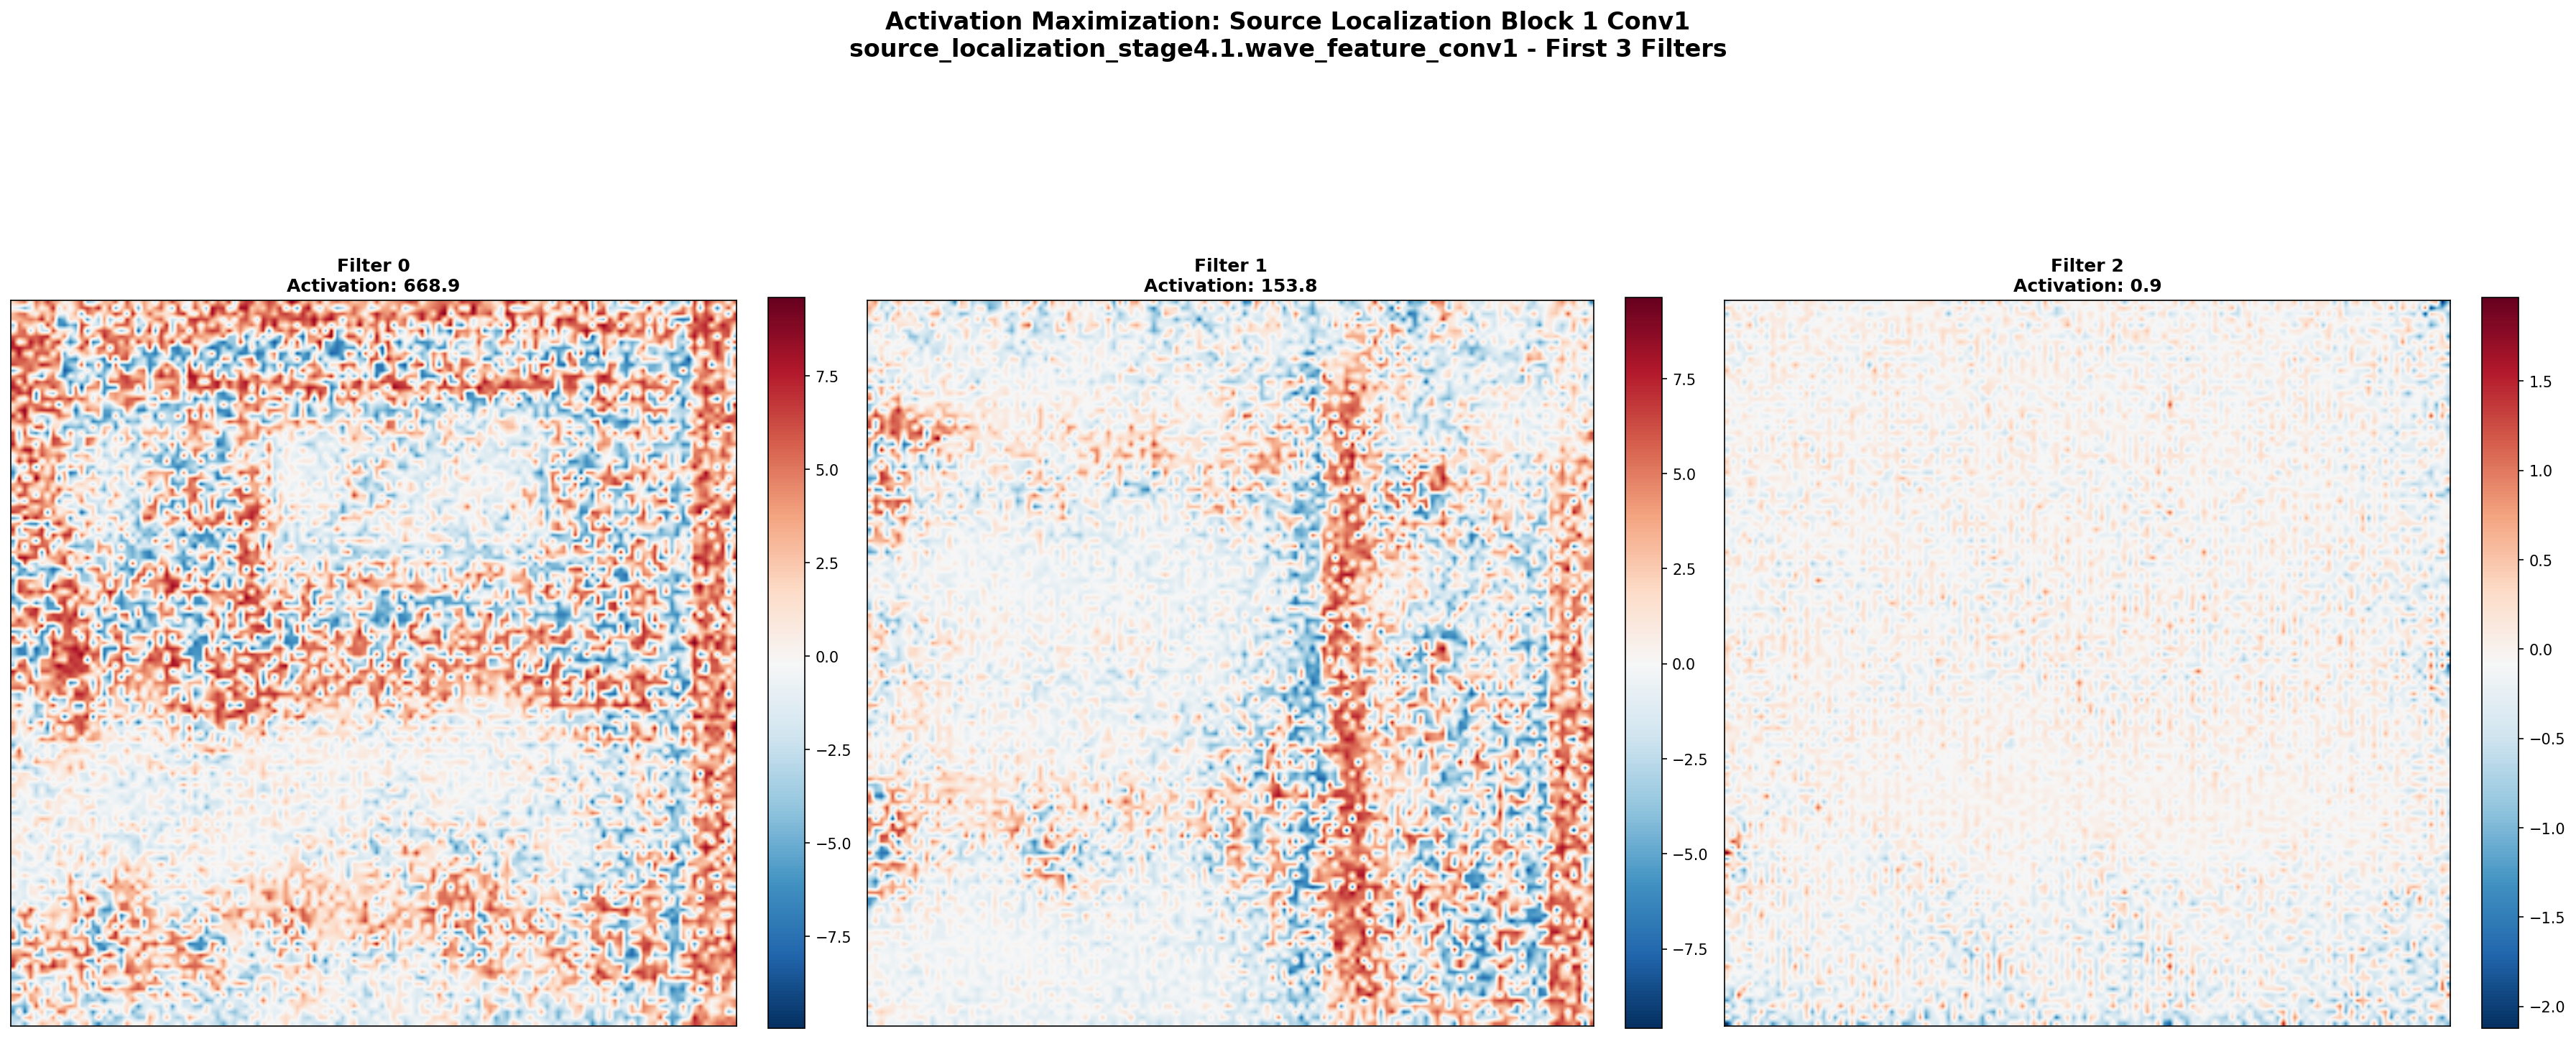 Activation Maximization: Source Localization Block 1 Conv1
source_localization_stage4.1.wave_feature_conv1 - First 3 Filters
Filter 0
Activation: 668.9
7.5
5.0
2.5
0.0
−2.5
−5.0
−7.5
Filter 1
Activation: 153.8
7.5
5.0
2.5
0.0
−2.5
−5.0
−7.5
Filter 2
Activation: 0.9
1.5
1.0
0.5
0.0
−0.5
−1.0
−1.5
−2.0